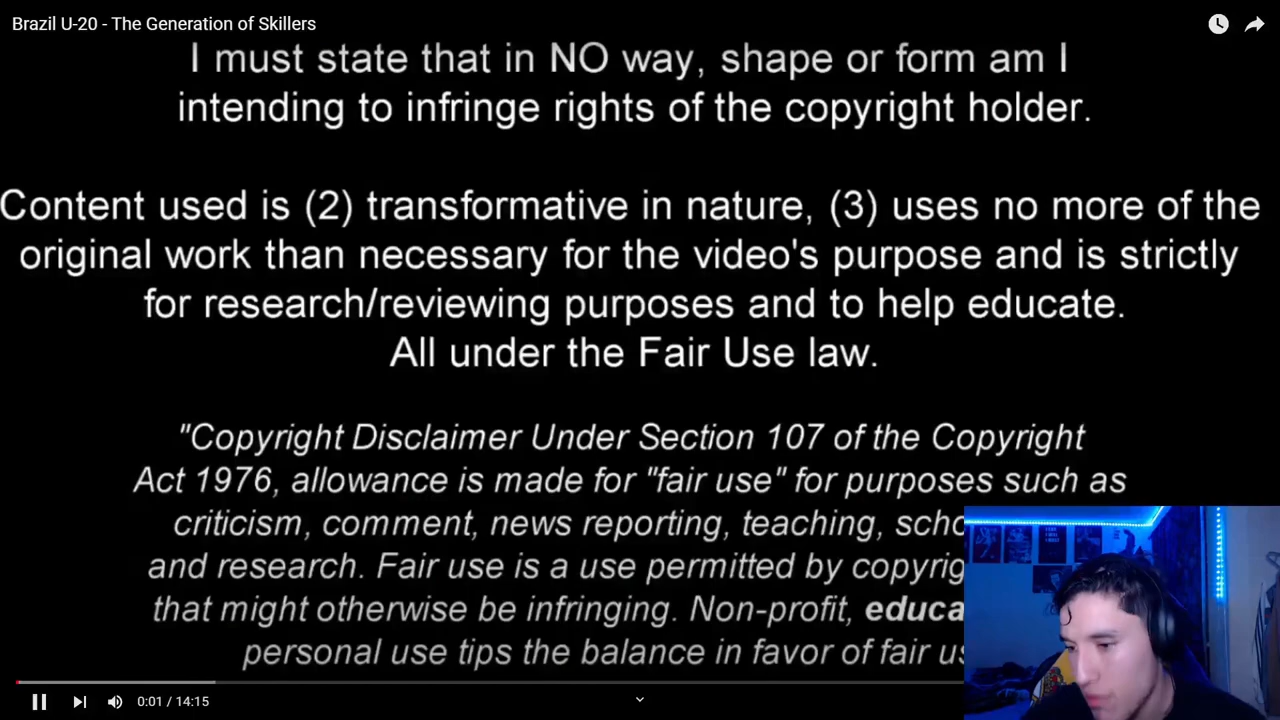 Brazil U-20 - The Generation of Skillers
I must state that in NO way, shape or form am I
intending to infringe rights of the copyright holder.
Content used is (2) transformative in nature, (3) uses no more of the
original work than necessary for the video's purpose and is strictly
for research/reviewing purposes and to help educate.
All under the Fair Use law.
"Copyright Disclaimer Under Section 107 of the Copyright
Act 1976, allowance is made for "fair use" for purposes such as
criticism, comment, news reporting, teaching,
and research. Fair use is a use permitted by
that might otherwise be infringing. Non-profit,
personal use tips the balance in favor of fair
0:01 / 14:15